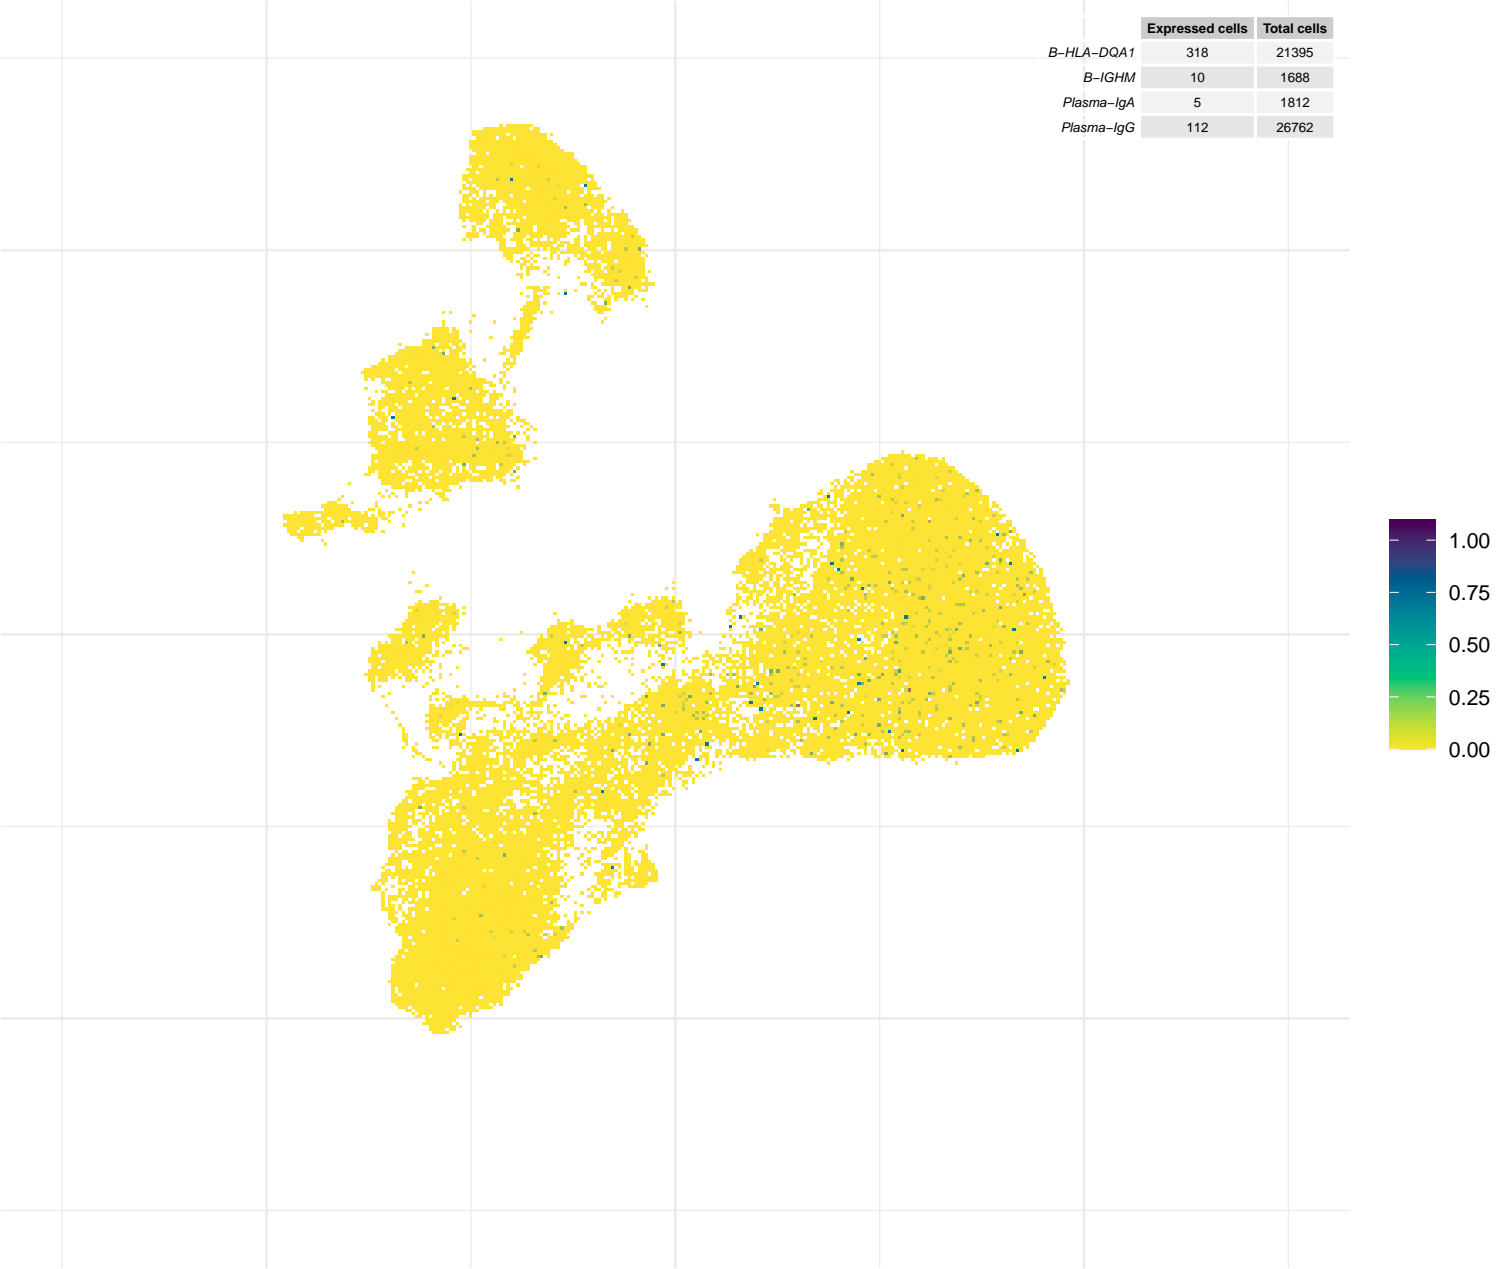 Expressed cells Total cells
B−HLA−DQA1 318 21395
B−IGHM 10 1688
Plasma−IgA 5 1812
Plasma−IgG 112 26762
1.00
0.75
0.50
0.25
0.00